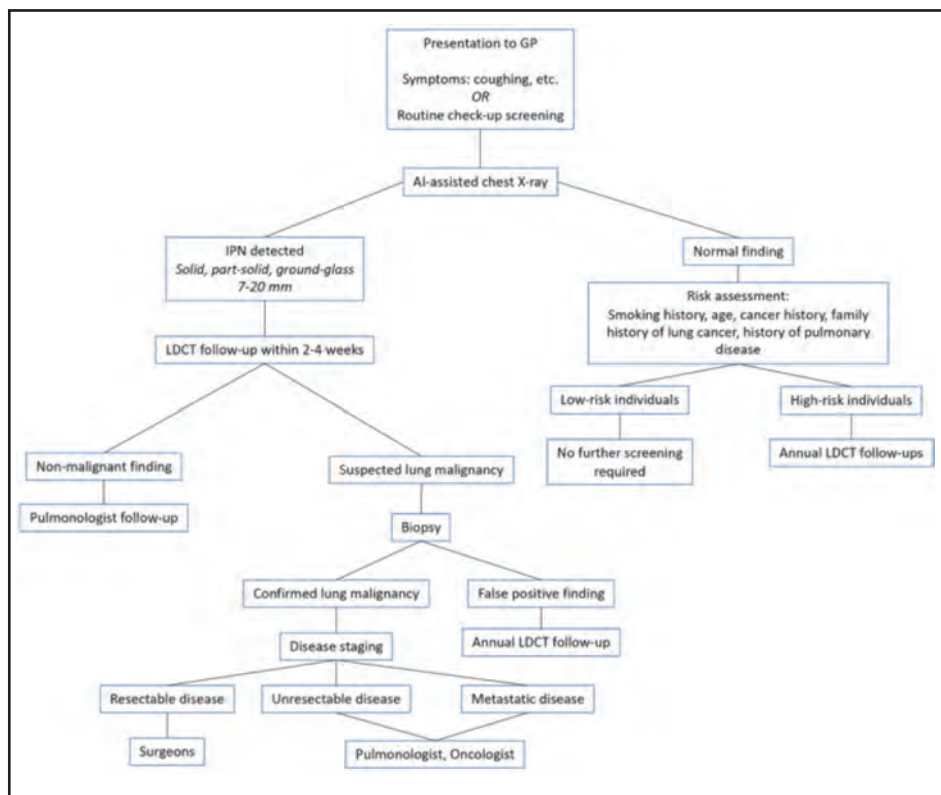 Presentation to GP
Symptoms: coughing, etc.
OR
Routine check-up screening
AI-assisted chest X-ray
IPN detected
Solid, part-solid, ground-glass
7-20 mm
Normal finding
Risk assessment:
Smoking history, age, cancer history, family
history of lung cancer, history of pulmonary
disease
LDCT follow-up within 2-4 weeks
Low-risk individuals
High-risk individuals
No further screening
required
Annual LDCT follow-ups
Non-malignant finding
Suspected lung malignancy
Pulmonologist follow-up
Biopsy
Confirmed lung malignancy
False positive finding
Disease staging
Annual LDCT follow-up
Resectable disease
Unresectable disease
Metastatic disease
Surgeons
Pulmonologist, Oncologist